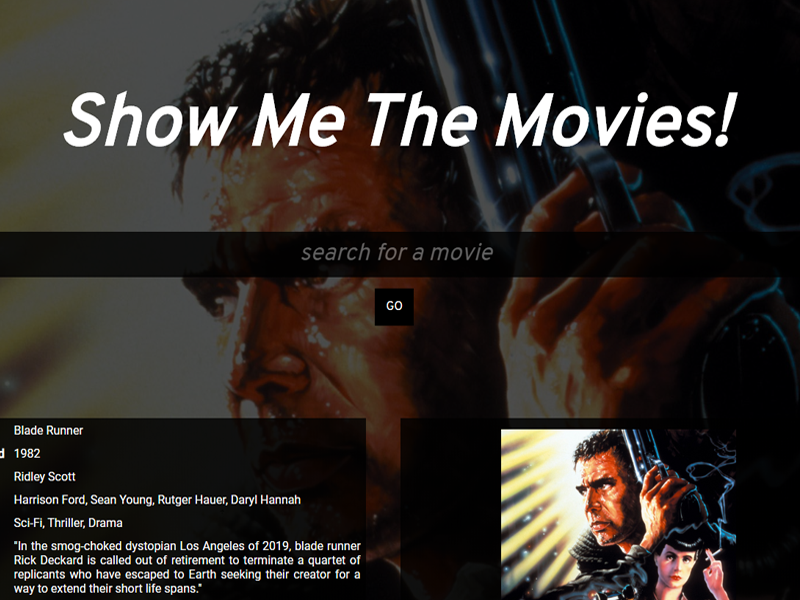 Show Me The Movies!
search for a movie
GO
Blade Runner
d 1982
Ridley Scott
Harrison Ford, Sean Young, Rutger Hauer, Daryl Hannah
Sci-Fi, Thriller, Drama
"In the smog-choked dystopian Los Angeles of 2019, blade runner
Rick Deckard is called out of retirement to terminate a quartet of
replicants who have escaped to Earth seeking their creator for a
way to extend their short life spans."